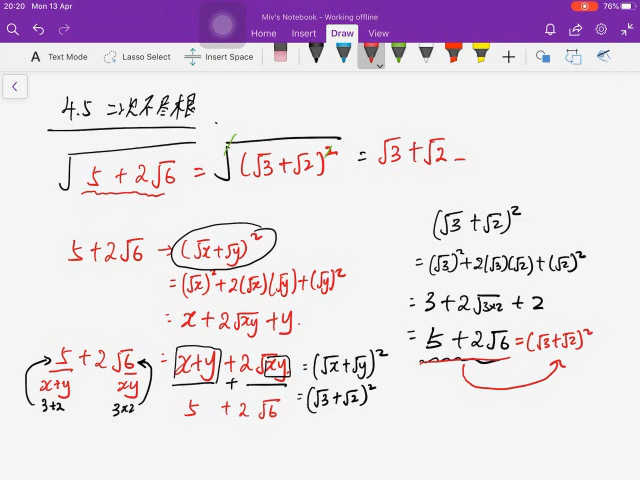 20:20 Mon 13 Apr
Miv's Notebook - Working offline
76%
Home Insert Draw View
Text Mode Lasso Select Insert Space
4.5 二次不尽根
√(5 + 2√6) = √((√3 + √2)²) = √3 + √2
5 + 2√6 → (√x + √y)²
= (√x)² + 2(√x)(√y) + (√y)²
= x + 2√xy + y.
5 + 2√6 = x+y + 2√xy = (√x + √y)²
x+y xy + = (√3 + √2)²
3+2 3×2 5 + 2√6
(√3 + √2)²
= (√3)² + 2(√3)(√2) + (√2)²
= 3 + 2√3×2 + 2
= 5 + 2√6 = (√3 + √2)²